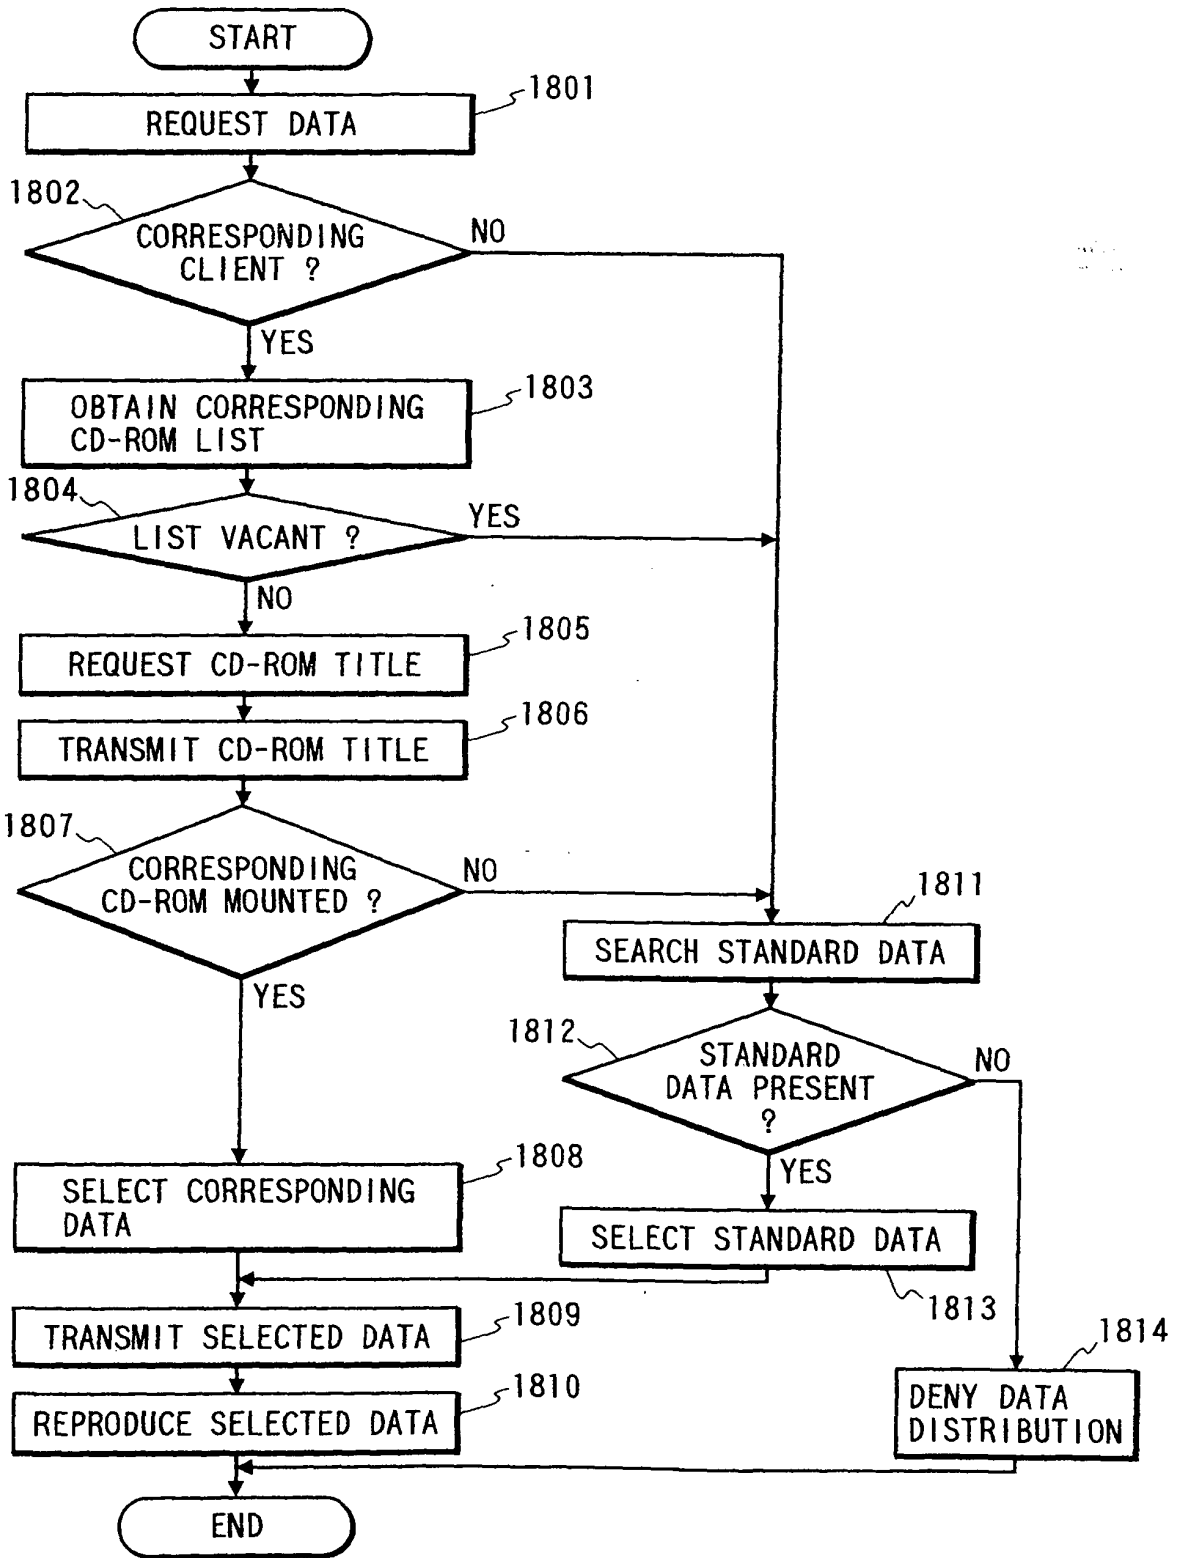 START
1801
REQUEST DATA
1802
CORRESPONDING
CLIENT ?
NO
YES
1803
OBTAIN CORRESPONDING
CD-ROM LIST
1804
LIST VACANT ?
YES
NO
1805
REQUEST CD-ROM TITLE
1806
TRANSMIT CD-ROM TITLE
1807
CORRESPONDING
CD-ROM MOUNTED ?
NO
YES
1811
SEARCH STANDARD DATA
1812
STANDARD
DATA PRESENT
?
NO
YES
1808
SELECT CORRESPONDING
DATA
SELECT STANDARD DATA
1813
1809
TRANSMIT SELECTED DATA
1814
DENY DATA
DISTRIBUTION
1810
REPRODUCE SELECTED DATA
END